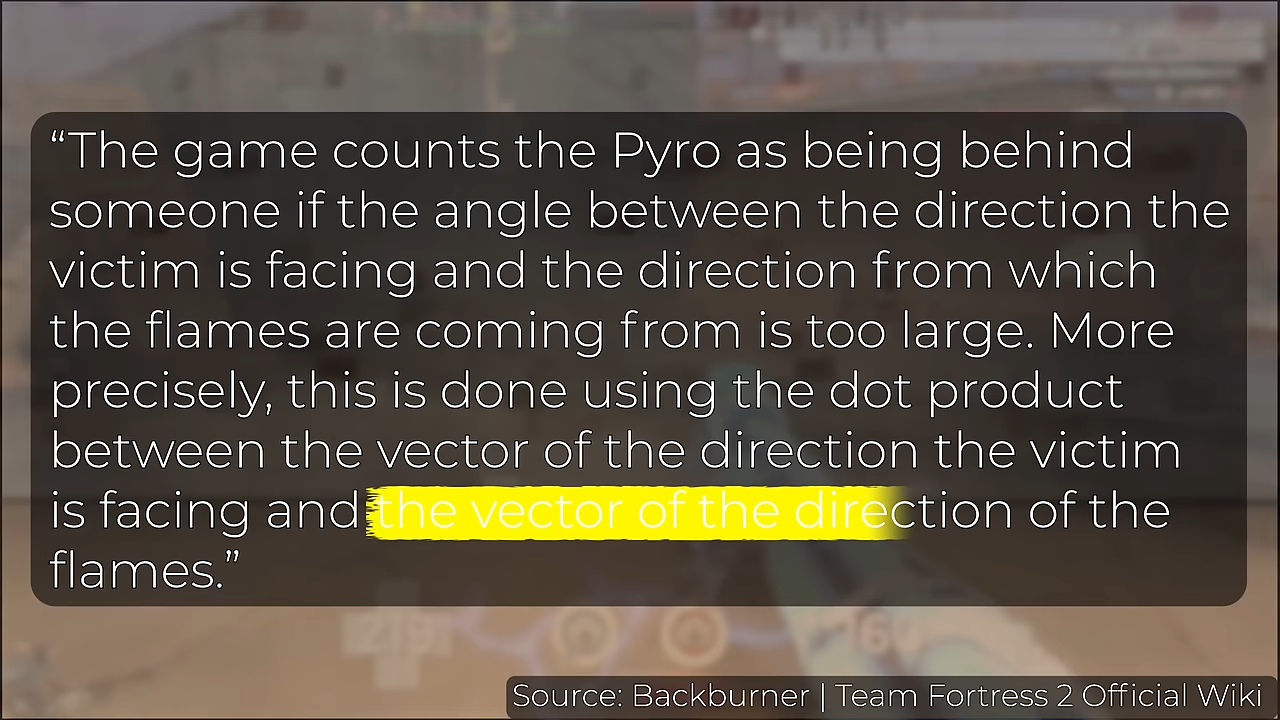 “The game counts the Pyro as being behind
someone if the angle between the direction the
victim is facing and the direction from which
the flames are coming from is too large. More
precisely, this is done using the dot product
between the vector of the direction the victim
is facing and the vector of the direction of the
flames.”
219
Source: Backburner | Team Fortress 2 Official Wiki